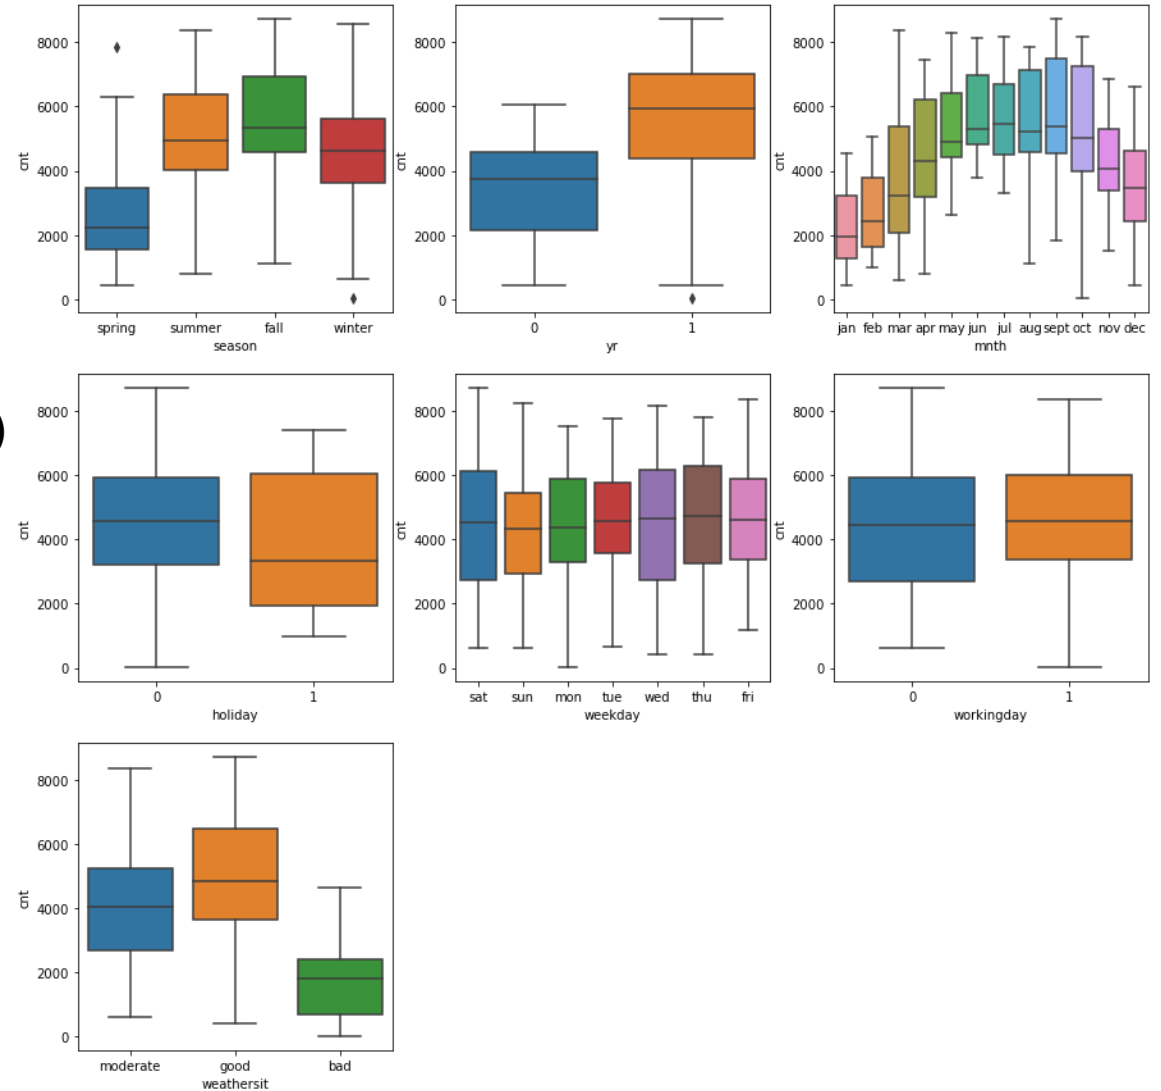 8000
6000
4000
2000
0
cnt
spring summer fall winter
season
8000
6000
4000
2000
0
cnt
0 1
yr
8000
6000
4000
2000
0
cnt
jan feb mar apr may jun jul aug sept oct nov dec
mnth
)
8000
6000
4000
2000
0
cnt
0 1
holiday
8000
6000
4000
2000
0
cnt
sat sun mon tue wed thu fri
weekday
8000
6000
4000
2000
0
cnt
0 1
workingday
8000
6000
4000
2000
0
cnt
moderate good bad
weathersit